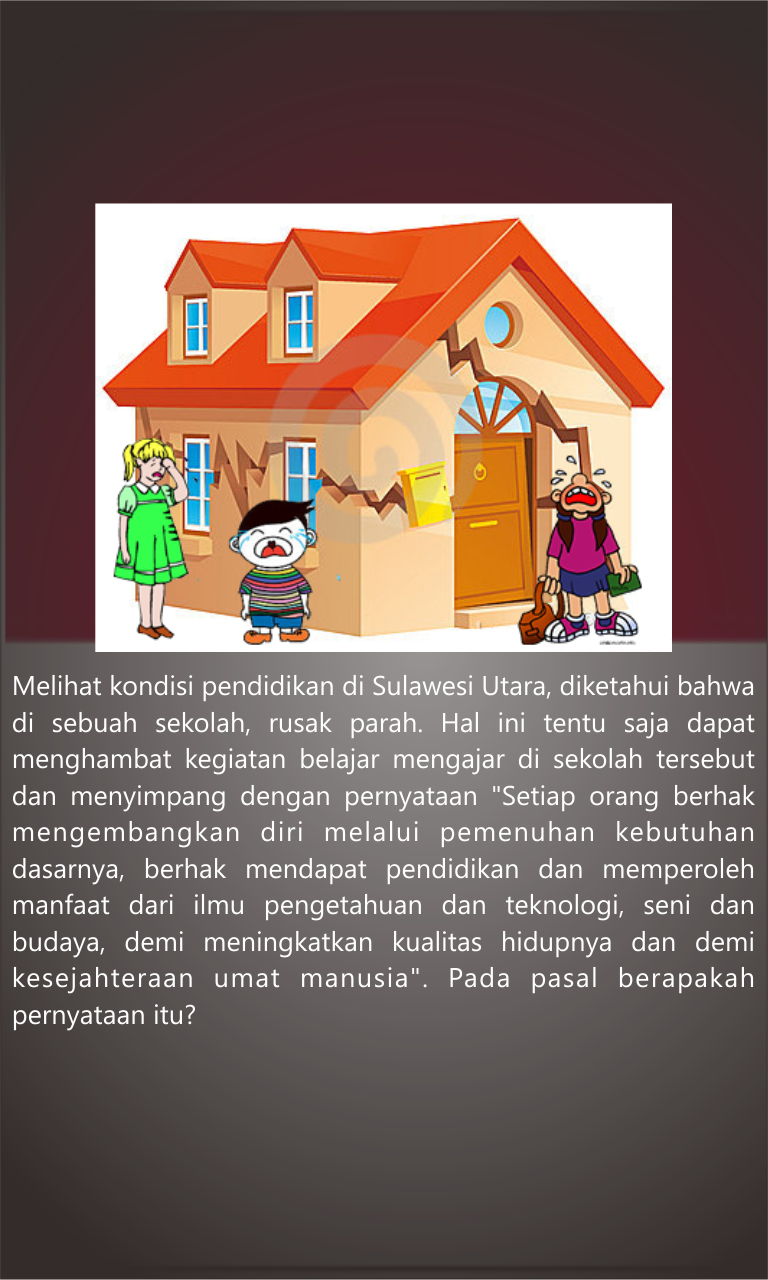 Melihat kondisi pendidikan di Sulawesi Utara, diketahui bahwa
di sebuah sekolah, rusak parah. Hal ini tentu saja dapat
menghambat kegiatan belajar mengajar di sekolah tersebut
dan menyimpang dengan pernyataan "Setiap orang berhak
mengembangkan diri melalui pemenuhan kebutuhan
dasarnya, berhak mendapat pendidikan dan memperoleh
manfaat dari ilmu pengetahuan dan teknologi, seni dan
budaya, demi meningkatkan kualitas hidupnya dan demi
kesejahteraan umat manusia". Pada pasal berapakah
pernyataan itu?